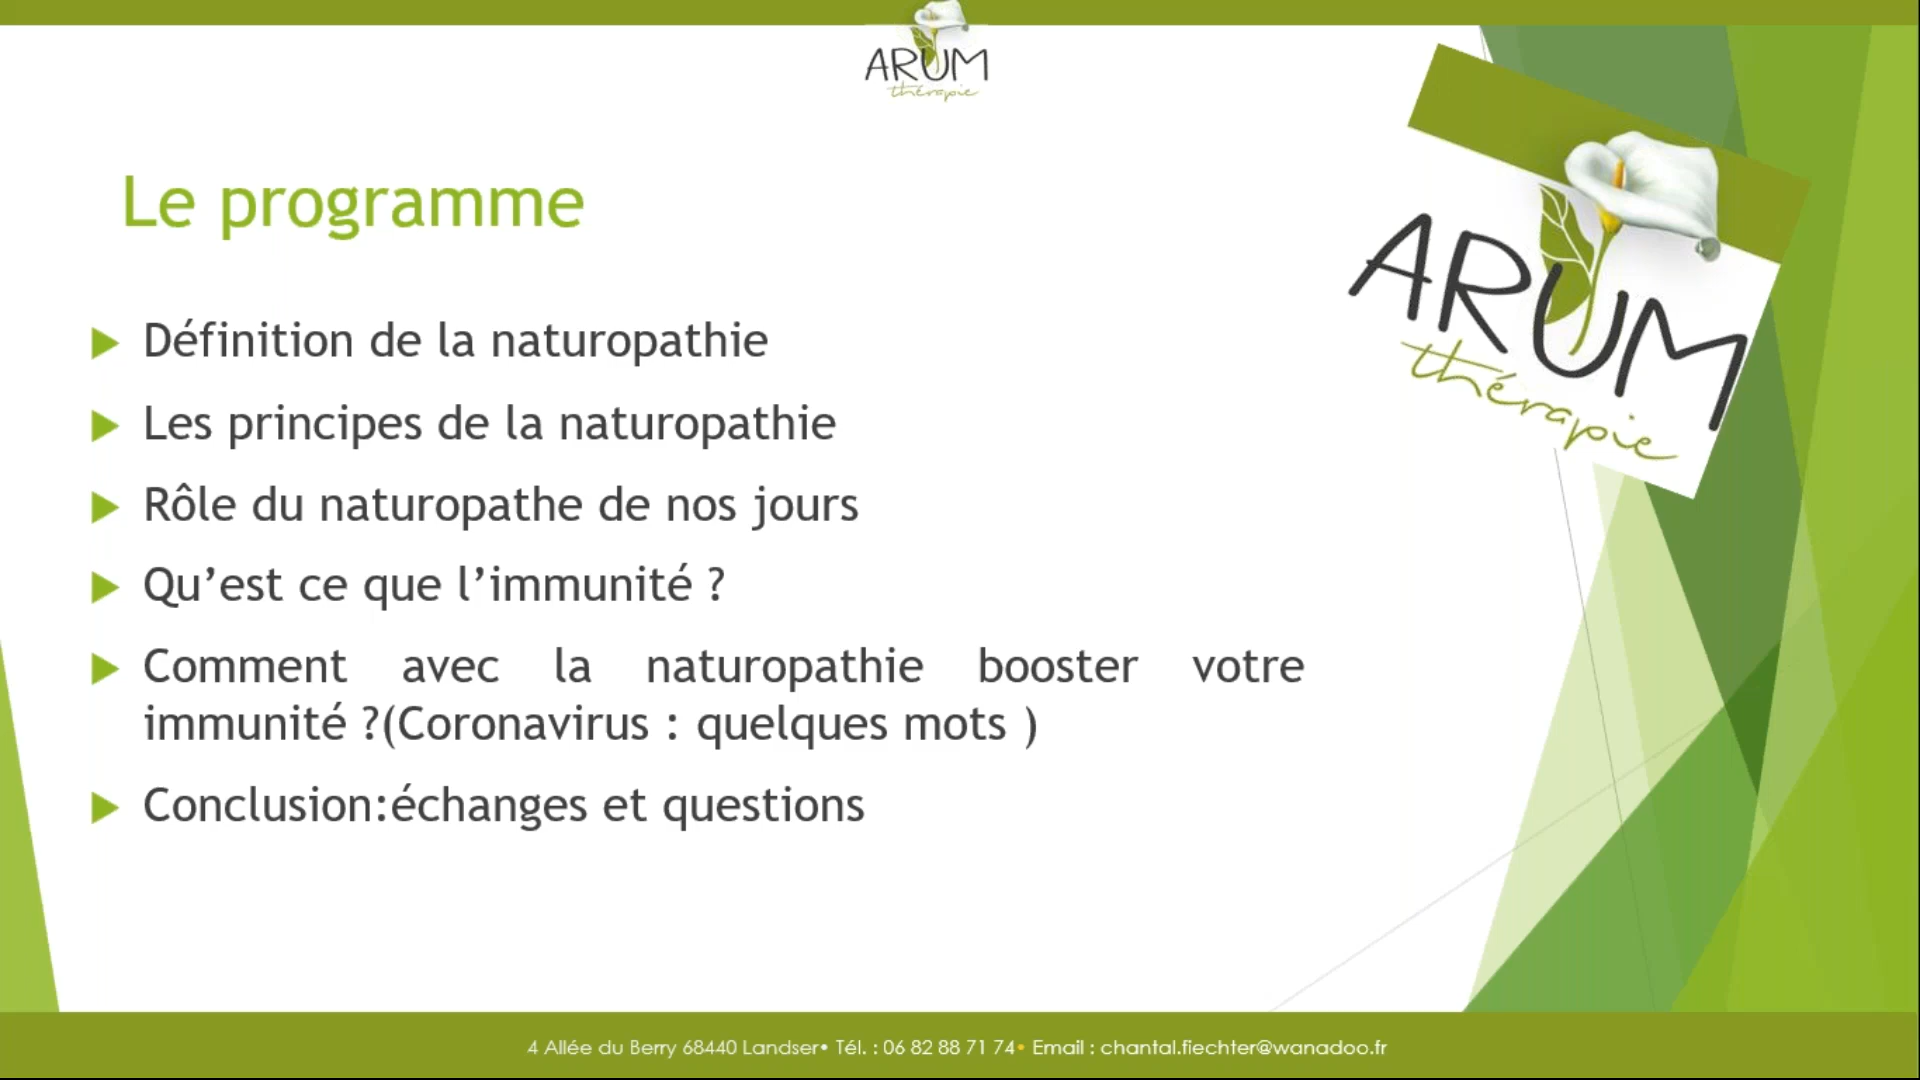 ARUM
thérapie
Le programme
ARUM
thérapie
Définition de la naturopathie
Les principes de la naturopathie
Rôle du naturopathe de nos jours
Qu’est ce que l’immunité ?
Comment avec la naturopathie booster votre
immunité ?(Coronavirus : quelques mots )
Conclusion:échanges et questions
4 Allée du Berry 68440 Landser• Tél. : 06 82 88 71 74• Email : chantal.fiechter@wanadoo.fr